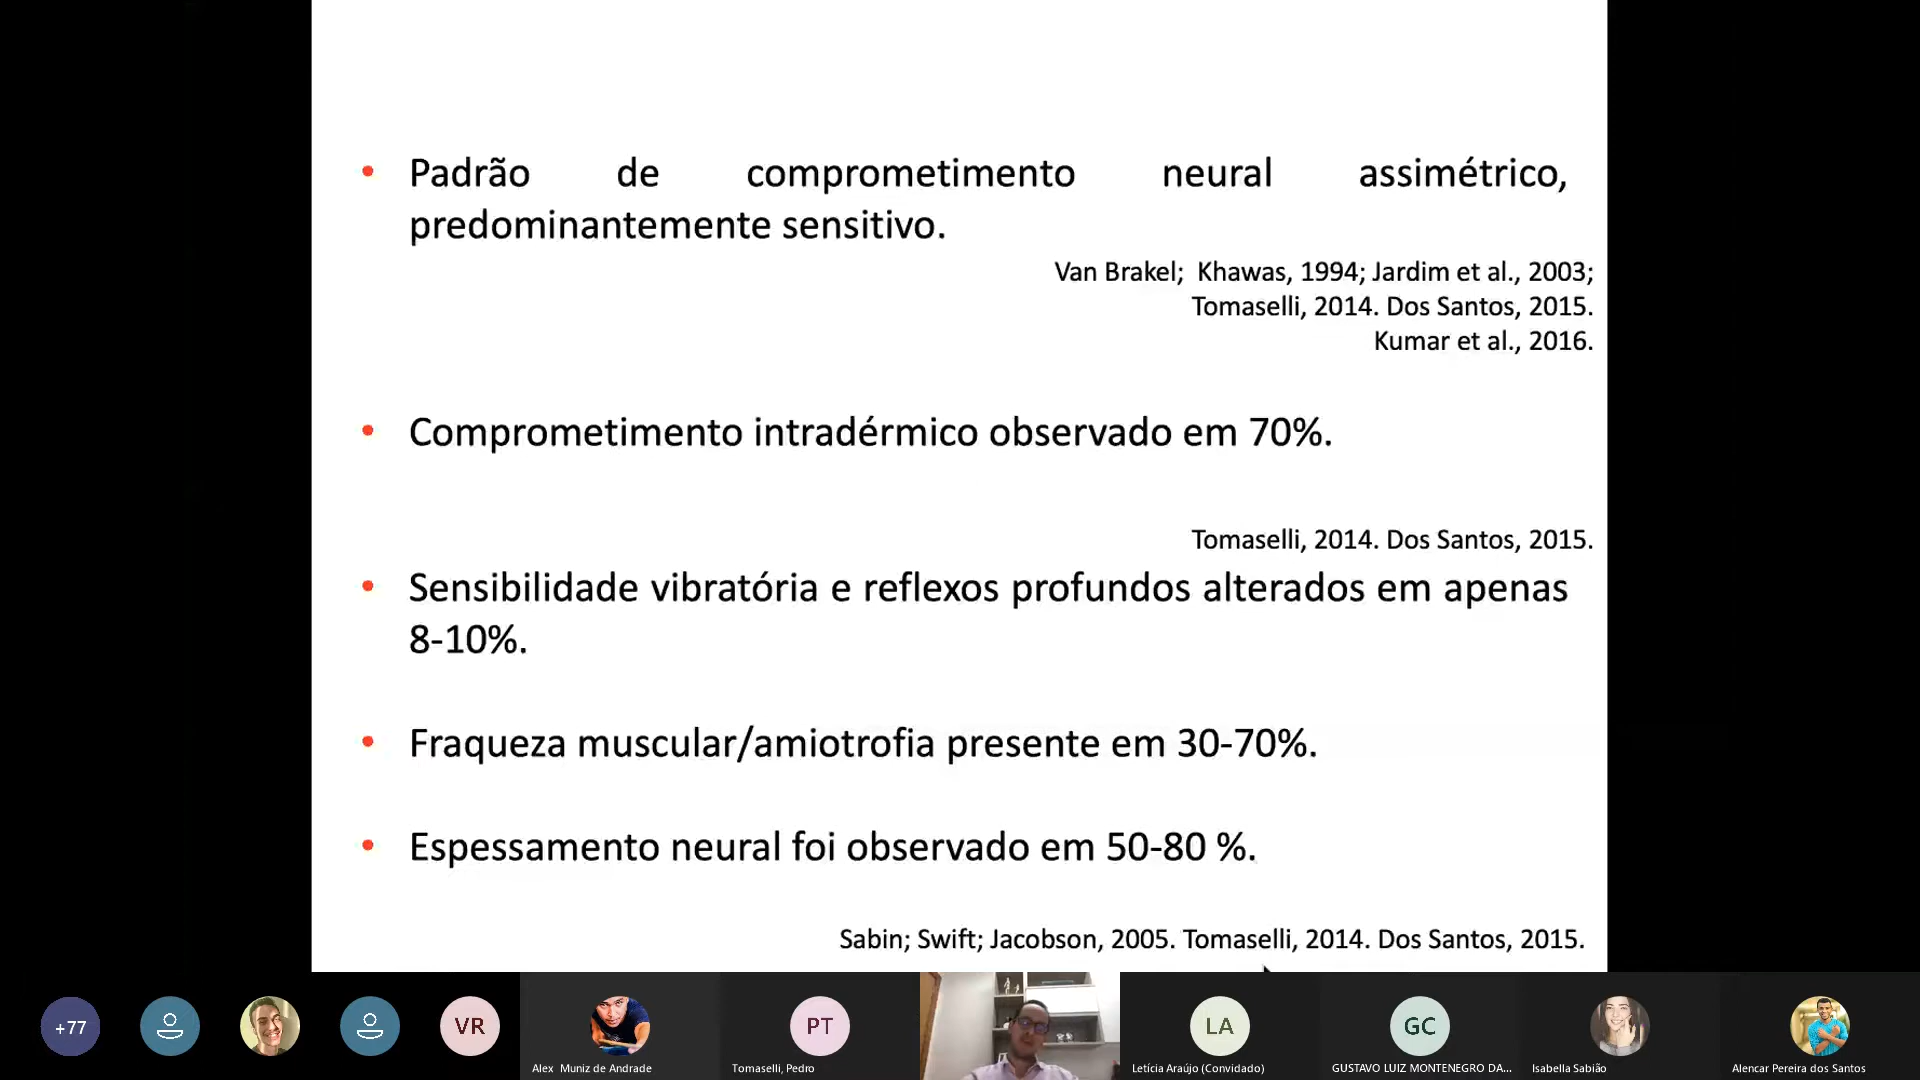 Padrão de comprometimento neural assimétrico,
predominantemente sensitivo.
Van Brakel; Khawas, 1994; Jardim et al., 2003;
Tomaselli, 2014. Dos Santos, 2015.
Kumar et al., 2016.
Comprometimento intradérmico observado em 70%.
Tomaselli, 2014. Dos Santos, 2015.
Sensibilidade vibratória e reflexos profundos alterados em apenas
8-10%.
Fraqueza muscular/amiotrofia presente em 30-70%.
Espessamento neural foi observado em 50-80 %.
Sabin; Swift; Jacobson, 2005. Tomaselli, 2014. Dos Santos, 2015.
+77
VR
PT
LA
GC
Alex Muniz de Andrade
Tomaselli, Pedro
Letícia Araújo (Convidado)
GUSTAVO LUIZ MONTENEGRO DA...
Isabella Sabião
Alencar Pereira dos Santos